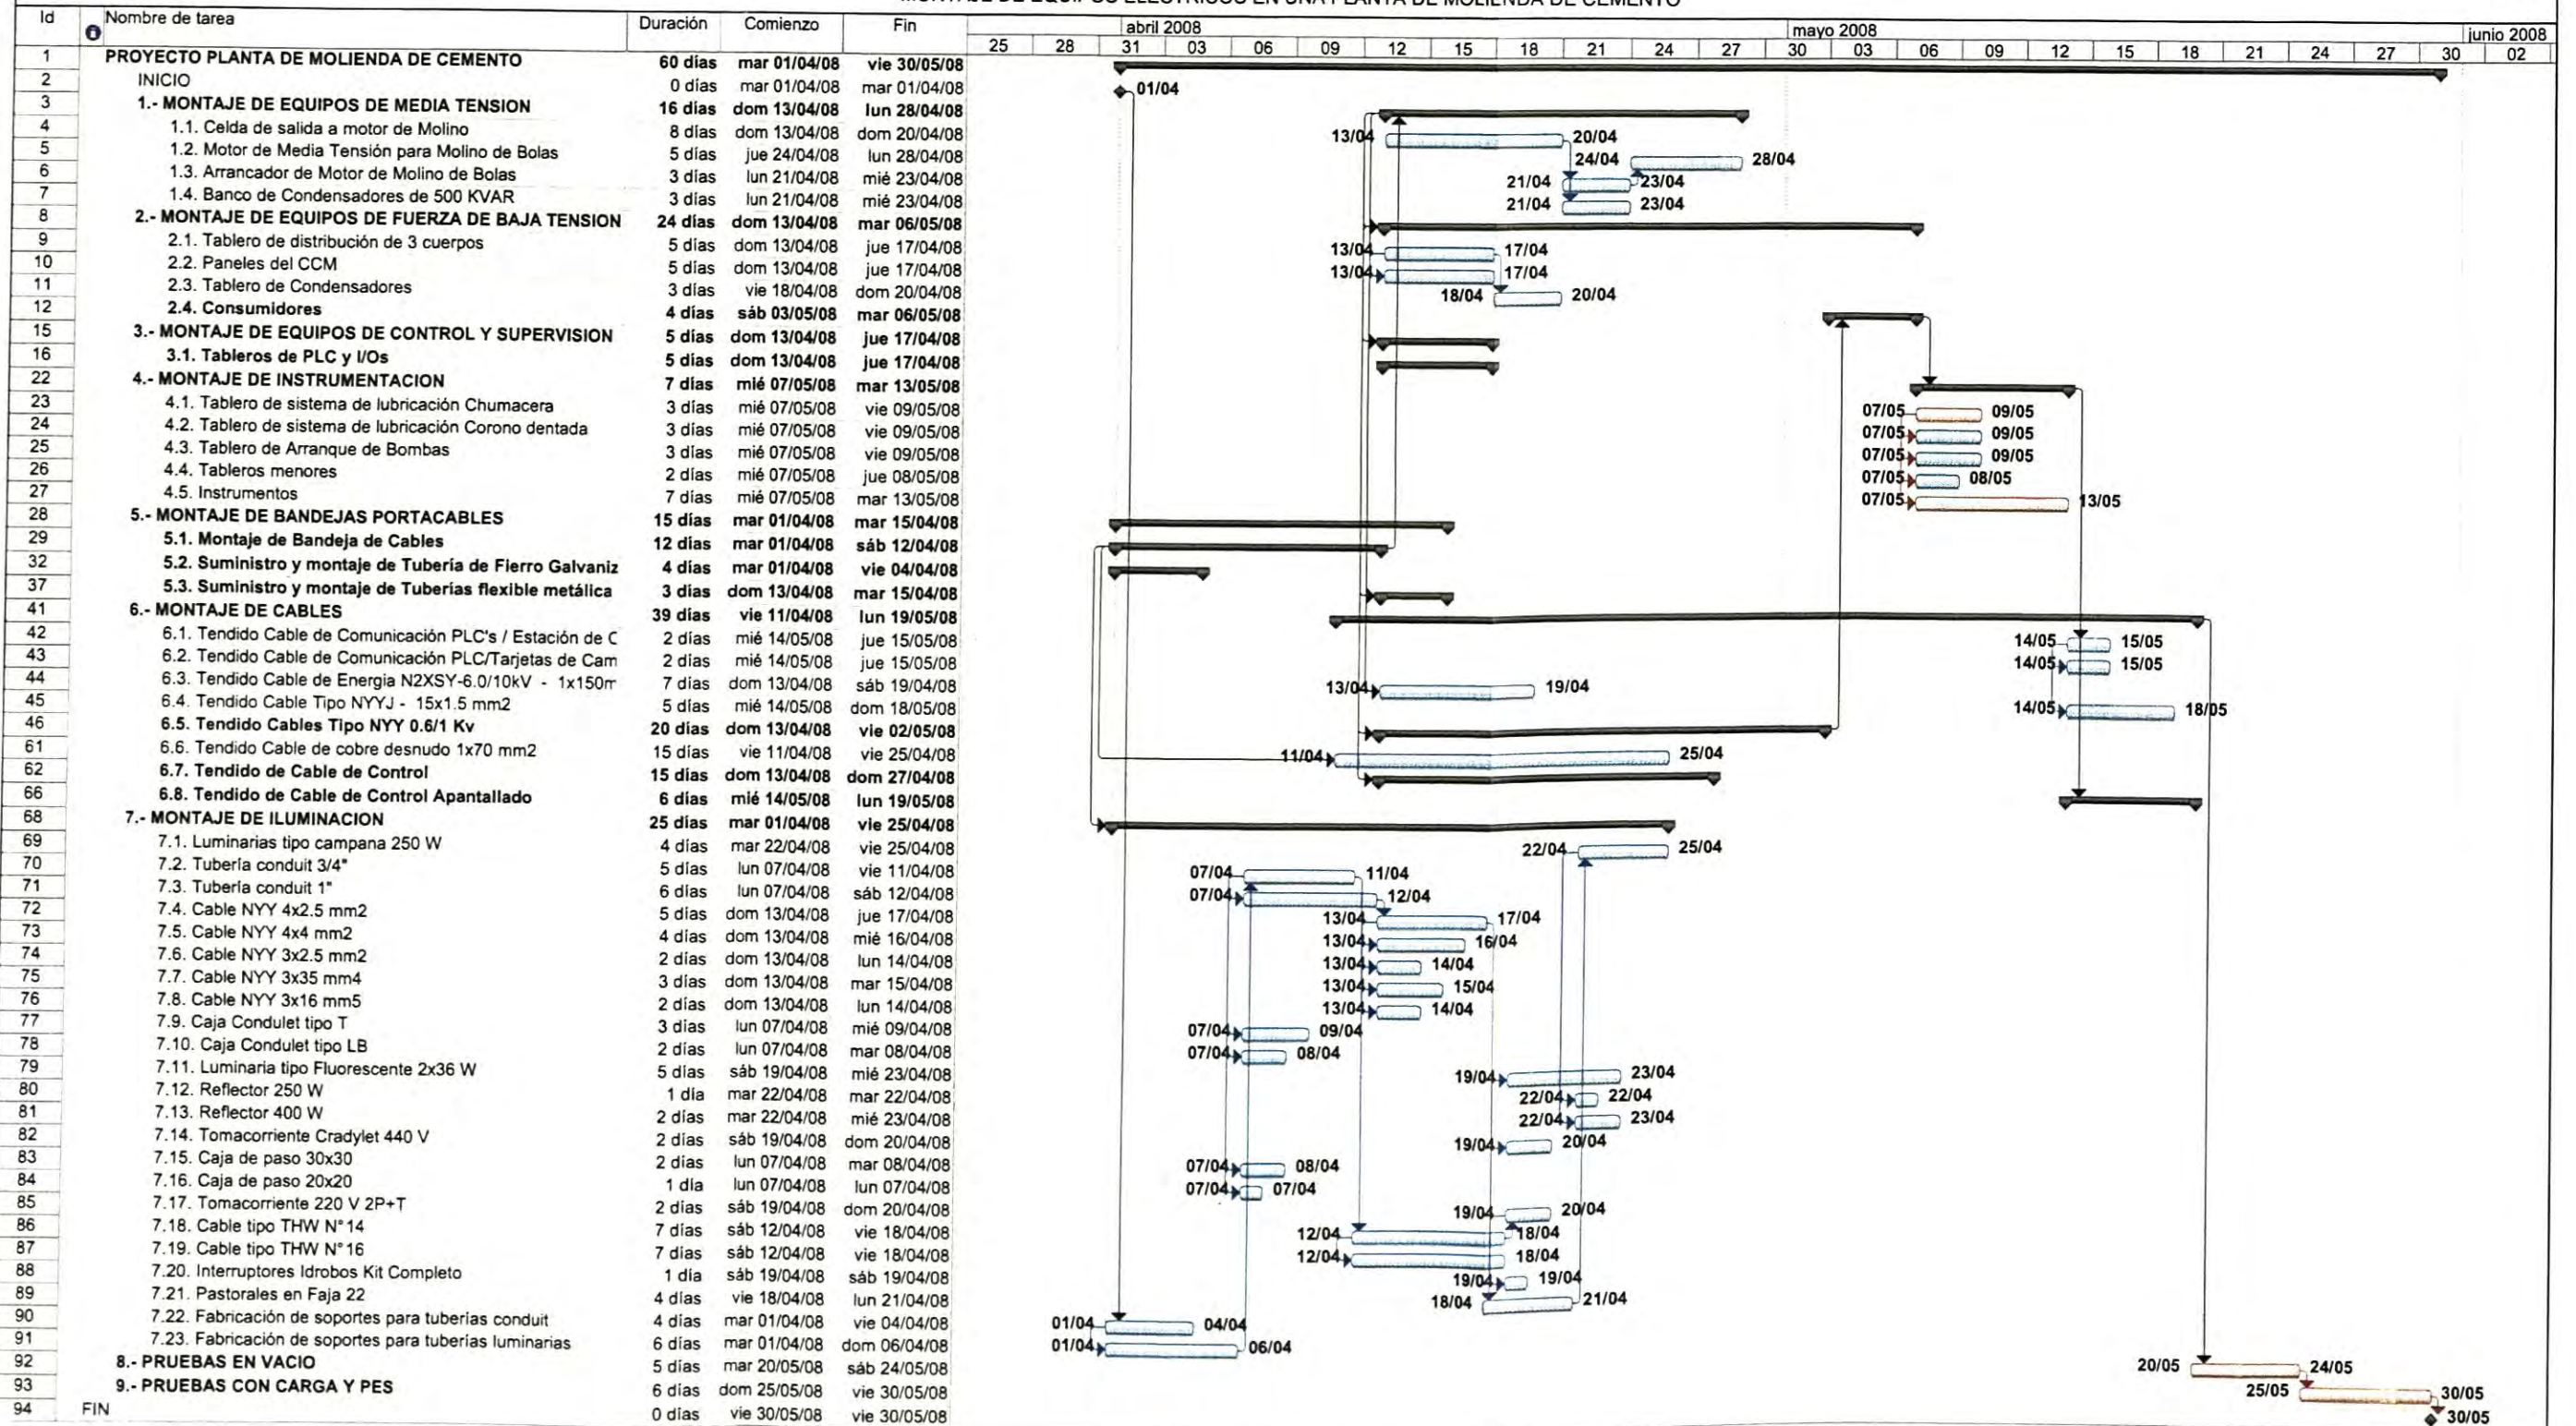 MONTAJE DE EQUIPOS ELECTRICOS EN UNA PLANTA DE MOLIENDA DE CEMENTO
Id Nombre de tarea Duración Comienzo Fin abril 2008 mayo 2008 junio 2008
25 28 31 03 06 09 12 15 18 21 24 27 30 03 06 09 12 15 18 21 24 27 30 02
1 PROYECTO PLANTA DE MOLIENDA DE CEMENTO 60 días mar 01/04/08 vie 30/05/08
2 INICIO 0 días mar 01/04/08 mar 01/04/08 01/04
3 1.- MONTAJE DE EQUIPOS DE MEDIA TENSION 16 días dom 13/04/08 lun 28/04/08
4 1.1. Celda de salida a motor de Molino 8 días dom 13/04/08 dom 20/04/08 13/04 20/04
5 1.2. Motor de Media Tensión para Molino de Bolas 5 días jue 24/04/08 lun 28/04/08 24/04 28/04
6 1.3. Arrancador de Motor de Molino de Bolas 3 días lun 21/04/08 mié 23/04/08 21/04 23/04
7 1.4. Banco de Condensadores de 500 KVAR 3 días lun 21/04/08 mié 23/04/08 21/04 23/04
8 2.- MONTAJE DE EQUIPOS DE FUERZA DE BAJA TENSION 24 días dom 13/04/08 mar 06/05/08
9 2.1. Tablero de distribución de 3 cuerpos 5 días dom 13/04/08 jue 17/04/08 13/04 17/04
10 2.2. Paneles del CCM 5 días dom 13/04/08 jue 17/04/08 13/04 17/04
11 2.3. Tablero de Condensadores 3 días vie 18/04/08 dom 20/04/08 18/04 20/04
12 2.4. Consumidores 4 días sáb 03/05/08 mar 06/05/08
15 3.- MONTAJE DE EQUIPOS DE CONTROL Y SUPERVISION 5 días dom 13/04/08 jue 17/04/08
16 3.1. Tableros de PLC y I/Os 5 días dom 13/04/08 jue 17/04/08
22 4.- MONTAJE DE INSTRUMENTACION 7 días mié 07/05/08 mar 13/05/08
23 4.1. Tablero de sistema de lubricación Chumacera 3 días mié 07/05/08 vie 09/05/08 07/05 09/05
24 4.2. Tablero de sistema de lubricación Corono dentada 3 días mié 07/05/08 vie 09/05/08 07/05 09/05
25 4.3. Tablero de Arranque de Bombas 3 días mié 07/05/08 vie 09/05/08 07/05 09/05
26 4.4. Tableros menores 2 días mié 07/05/08 jue 08/05/08 07/05 08/05
27 4.5. Instrumentos 7 días mié 07/05/08 mar 13/05/08 07/05 13/05
28 5.- MONTAJE DE BANDEJAS PORTACABLES 15 días mar 01/04/08 mar 15/04/08
29 5.1. Montaje de Bandeja de Cables 12 días mar 01/04/08 sáb 12/04/08
32 5.2. Suministro y montaje de Tubería de Fierro Galvaniz 4 días mar 01/04/08 vie 04/04/08
37 5.3. Suministro y montaje de Tuberías flexible metálica 3 días dom 13/04/08 mar 15/04/08
41 6.- MONTAJE DE CABLES 39 días vie 11/04/08 lun 19/05/08
42 6.1. Tendido Cable de Comunicación PLC's / Estación de C 2 días mié 14/05/08 jue 15/05/08 14/05 15/05
43 6.2. Tendido Cable de Comunicación PLC/Tarjetas de Cam 2 días mié 14/05/08 jue 15/05/08 14/05 15/05
44 6.3. Tendido Cable de Energia N2XSY-6.0/10kV - 1x150m 7 días dom 13/04/08 sáb 19/04/08 13/04 19/04
45 6.4. Tendido Cable Tipo NYYJ - 15x1.5 mm2 5 días mié 14/05/08 dom 18/05/08 14/05 18/05
46 6.5. Tendido Cables Tipo NYY 0.6/1 Kv 20 días dom 13/04/08 vie 02/05/08
61 6.6. Tendido Cable de cobre desnudo 1x70 mm2 15 días vie 11/04/08 vie 25/04/08 11/04 25/04
62 6.7. Tendido de Cable de Control 15 días dom 13/04/08 dom 27/04/08
66 6.8. Tendido de Cable de Control Apantallado 6 días mié 14/05/08 lun 19/05/08
68 7.- MONTAJE DE ILUMINACION 25 días mar 01/04/08 vie 25/04/08
69 7.1. Luminarias tipo campana 250 W 4 días mar 22/04/08 vie 25/04/08 22/04 25/04
70 7.2. Tubería conduit 3/4" 5 días lun 07/04/08 vie 11/04/08 07/04 11/04
71 7.3. Tubería conduit 1" 6 días lun 07/04/08 sáb 12/04/08 07/04 12/04
72 7.4. Cable NYY 4x2.5 mm2 5 días dom 13/04/08 jue 17/04/08 13/04 17/04
73 7.5. Cable NYY 4x4 mm2 4 días dom 13/04/08 mié 16/04/08 13/04 16/04
74 7.6. Cable NYY 3x2.5 mm2 2 días dom 13/04/08 lun 14/04/08 13/04 14/04
75 7.7. Cable NYY 3x35 mm4 3 días dom 13/04/08 mar 15/04/08 13/04 15/04
76 7.8. Cable NYY 3x16 mm5 2 días dom 13/04/08 lun 14/04/08 13/04 14/04
77 7.9. Caja Condulet tipo T 3 días lun 07/04/08 mié 09/04/08 07/04 09/04
78 7.10. Caja Condulet tipo LB 2 días lun 07/04/08 mar 08/04/08 07/04 08/04
79 7.11. Luminaria tipo Fluorescente 2x36 W 5 días sáb 19/04/08 mié 23/04/08 19/04 23/04
80 7.12. Reflector 250 W 1 día mar 22/04/08 mar 22/04/08 22/04 22/04
81 7.13. Reflector 400 W 2 días mar 22/04/08 mié 23/04/08 22/04 23/04
82 7.14. Tomacorriente Cradylet 440 V 2 días sáb 19/04/08 dom 20/04/08 19/04 20/04
83 7.15. Caja de paso 30x30 2 días lun 07/04/08 mar 08/04/08 07/04 08/04
84 7.16. Caja de paso 20x20 1 día lun 07/04/08 lun 07/04/08 07/04 07/04
85 7.17. Tomacorriente 220 V 2P+T 2 días sáb 19/04/08 dom 20/04/08 19/04 20/04
86 7.18. Cable tipo THW N°14 7 días sáb 12/04/08 vie 18/04/08 12/04 18/04
87 7.19. Cable tipo THW N°16 7 días sáb 12/04/08 vie 18/04/08 12/04 18/04
88 7.20. Interruptores Idrobos Kit Completo 1 día sáb 19/04/08 sáb 19/04/08 19/04 19/04
89 7.21. Pastorales en Faja 22 4 días vie 18/04/08 lun 21/04/08 18/04 21/04
90 7.22. Fabricación de soportes para tuberías conduit 4 días mar 01/04/08 vie 04/04/08 01/04 04/04
91 7.23. Fabricación de soportes para tuberías luminarias 6 días mar 01/04/08 dom 06/04/08 01/04 06/04
92 8.- PRUEBAS EN VACIO 5 días mar 20/05/08 sáb 24/05/08 20/05 24/05
93 9.- PRUEBAS CON CARGA Y PES 6 días dom 25/05/08 vie 30/05/08 25/05 30/05
94 FIN 0 días vie 30/05/08 vie 30/05/08 30/05